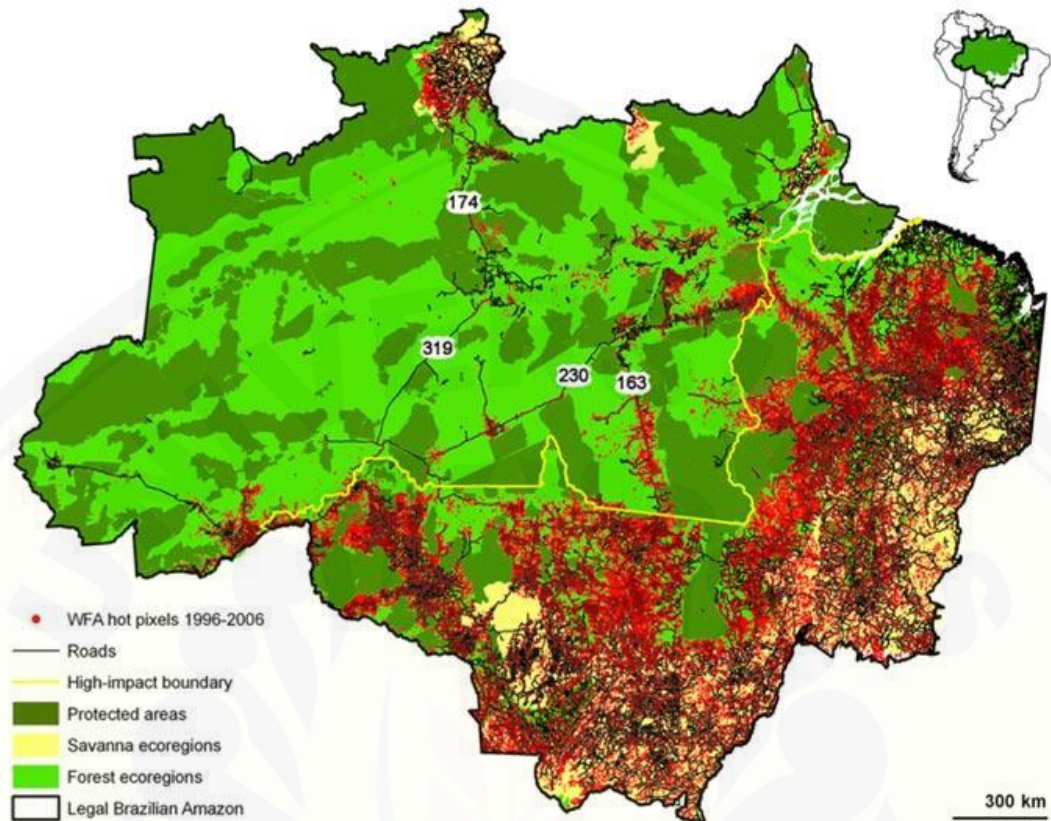 174
319
230
163
WFA hot pixels 1996-2006
Roads
High-impact boundary
Protected areas
Savanna ecoregions
Forest ecoregions
Legal Brazilian Amazon
300 km